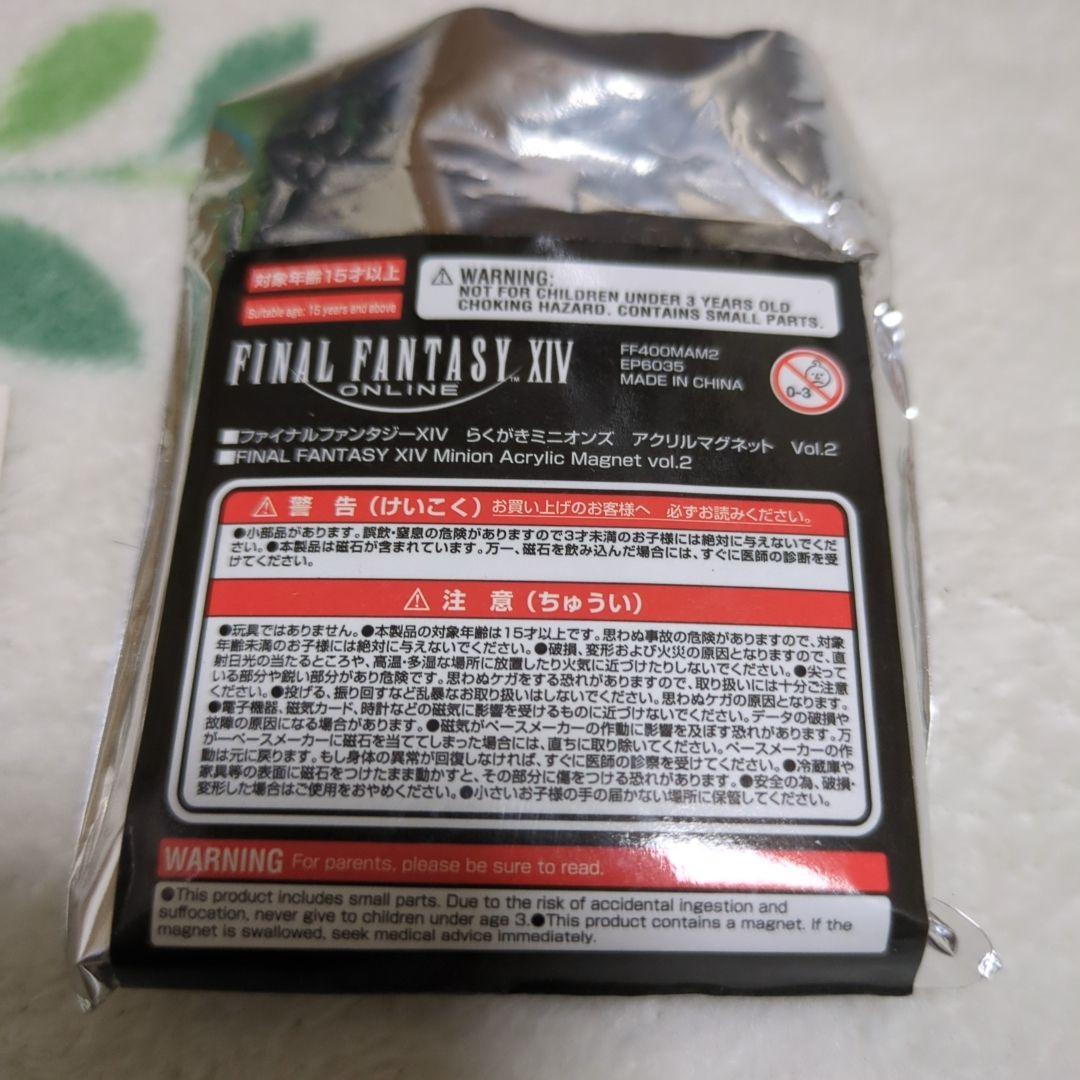 対象年齢15才以上
Suitable age: 15 years and above
⚠ WARNING:
NOT FOR CHILDREN UNDER 3 YEARS OLD
CHOKING HAZARD. CONTAINS SMALL PARTS.
FINAL FANTASY XIV
TM
ONLINE
FF400MAM2
EP6035
MADE IN CHINA
0-3
■ファイナルファンタジーXIV らくがきミニオンズ アクリルマグネット Vol.2
■FINAL FANTASY XIV Minion Acrylic Magnet vol.2
⚠ 警 告（けいこく）お買い上げのお客様へ 必ずお読みください。
●小部品があります。誤飲・窒息の危険がありますので3才未満のお子様には絶対に与えないでくだ
さい。●本製品は磁石が含まれています。万一、磁石を飲み込んだ場合には、すぐに医師の診断を受
けてください。
⚠ 注 意（ちゅうい）
●玩具ではありません。●本製品の対象年齢は15才以上です。思わぬ事故の危険がありますので、対象
年齢未満のお子様には絶対に与えないでください。●破損、変形および火災の原因となりますので、直
射日光の当たるところや、高温・多湿な場所に放置したり火気に近づけたりしないでください。●尖って
いる部分や鋭い部分があり危険です。思わぬケガをする恐れがありますので、取り扱いには十分ご注意
ください。●投げる、振り回すなど乱暴なお取り扱いはしないでください。思わぬケガの原因となります。
●電子機器、磁気カード、時計などの磁気に影響を受けるものに近づけないでください。データの破損や
故障の原因になる場合があります。●磁気がペースメーカーの作動に影響を及ぼす恐れがあります。万
が一ペースメーカーに磁石を当ててしまった場合には、直ちに取り除いてください。ペースメーカーの作
動は元に戻ります。もし身体の異常が回復しなければ、すぐに医師の診察を受けてください。●冷蔵庫や
家具等の表面に磁石をつけたまま動かすと、その部分に傷をつける恐れがあります。●安全の為、破損・
変形した場合はご使用をおやめください。●小さいお子様の手の届かない場所に保管してください。
WARNING For parents, please be sure to read.
●This product includes small parts. Due to the risk of accidental ingestion and
suffocation, never give to children under age 3.●This product contains a magnet. If the
magnet is swallowed, seek medical advice immediately.